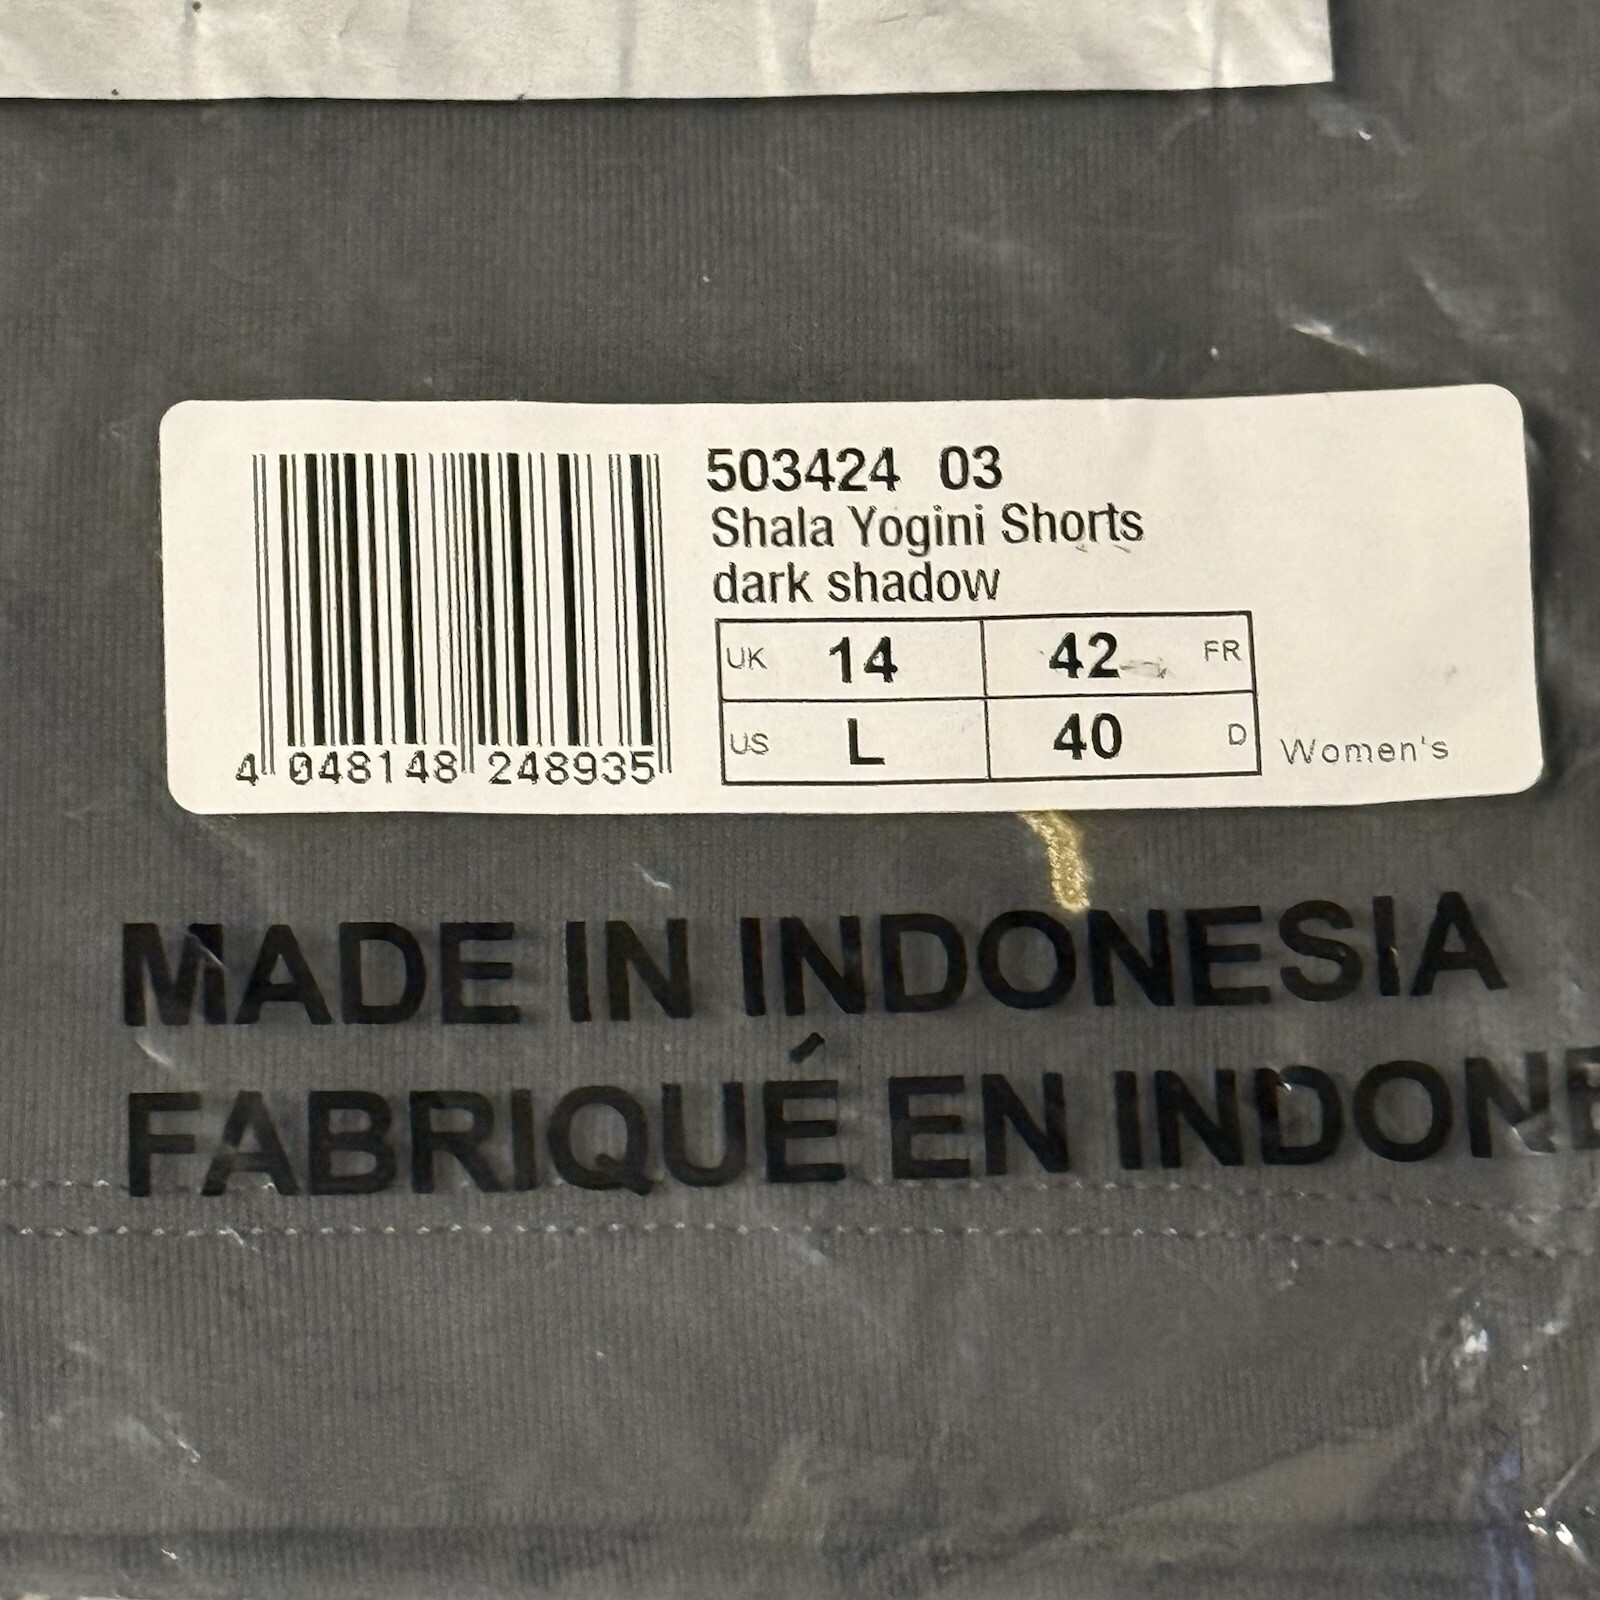 503424 03
Shala Yogini Shorts
dark shadow
UK 14 42 FR
US L 40 D
Women's
4 048148 248935
MADE IN INDONESIA
FABRIQUÉ EN INDONE